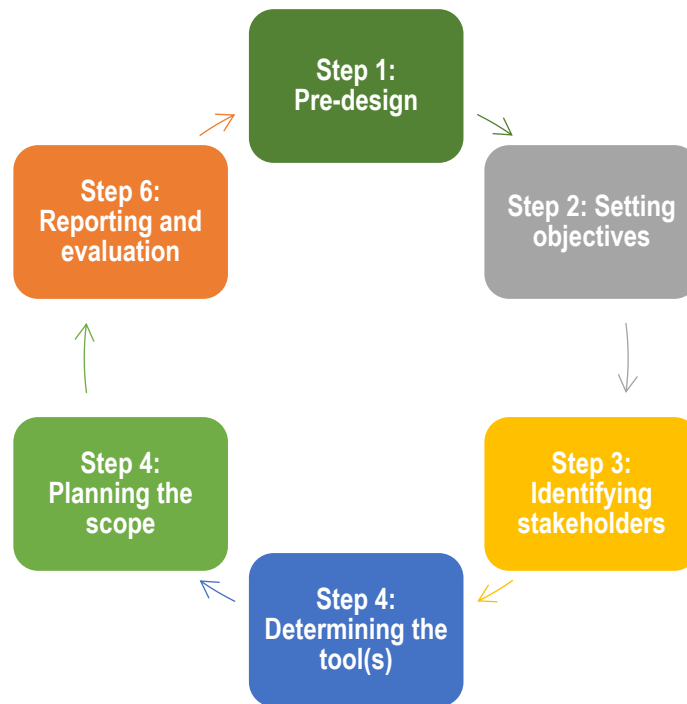 Step 1:
Pre-design
Step 2: Setting
objectives
Step 3:
Identifying
stakeholders
Step 4:
Determining the
tool(s)
Step 4:
Planning the
scope
Step 6:
Reporting and
evaluation